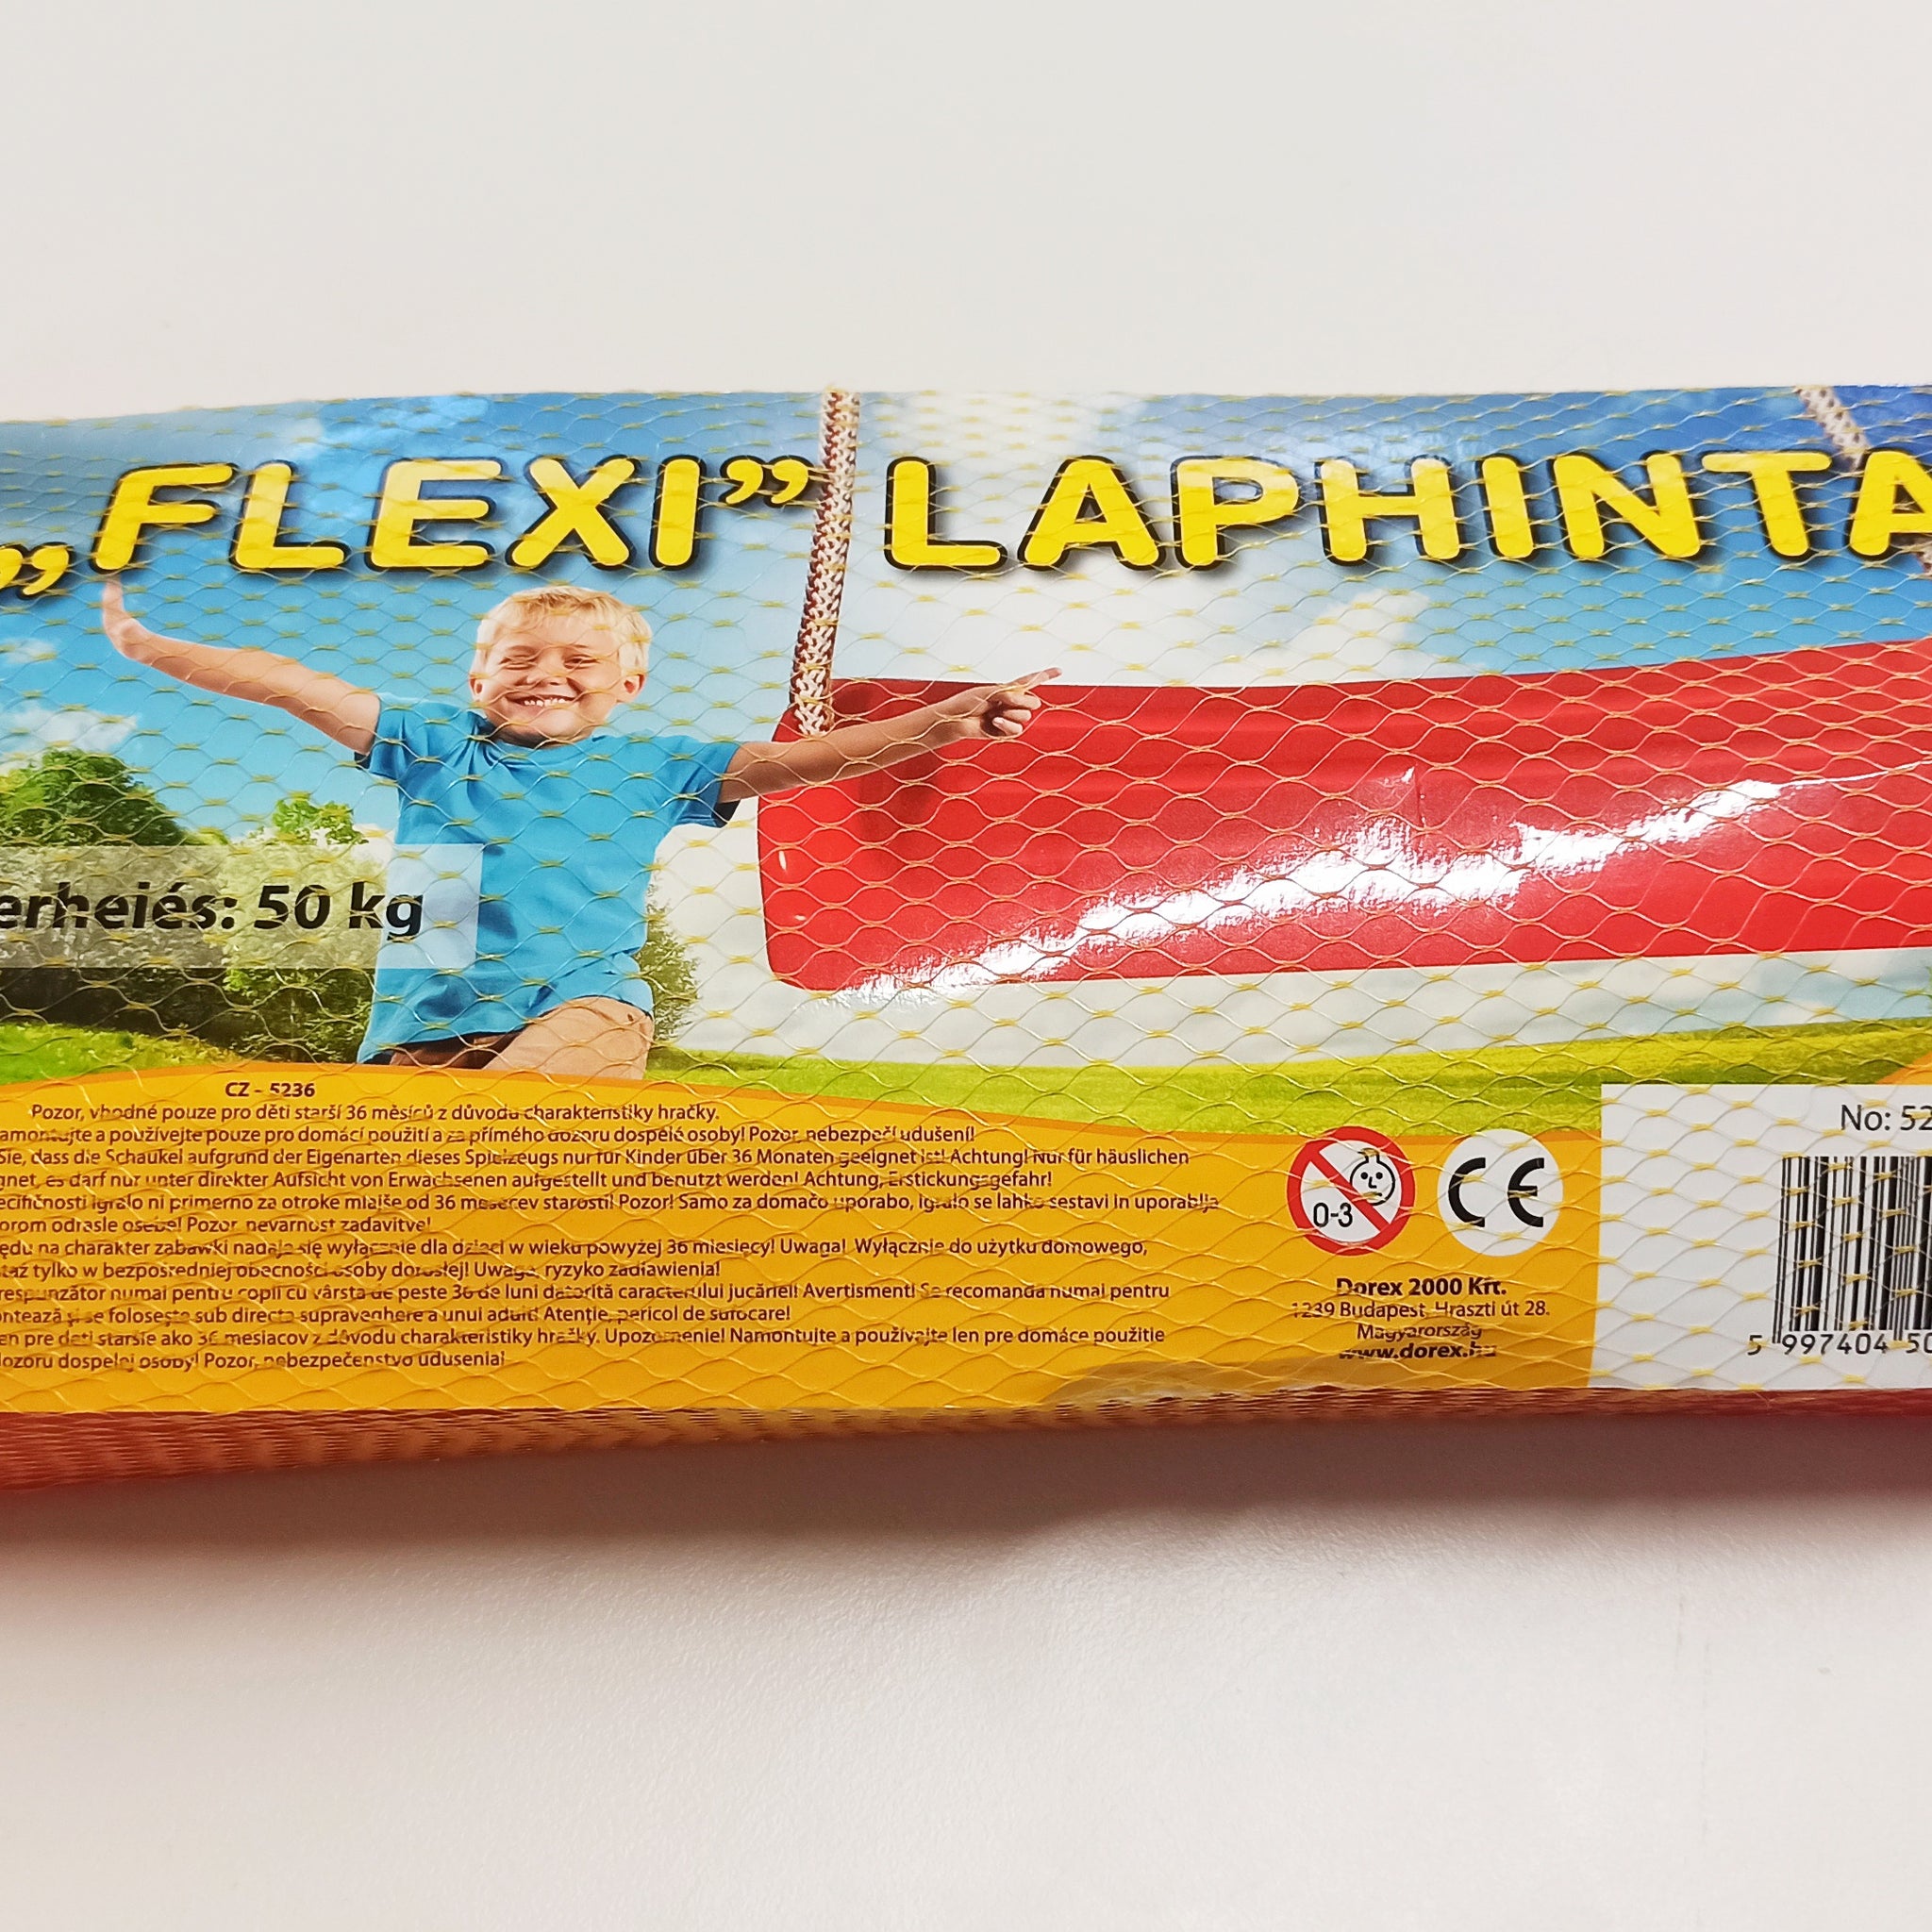 „FLEXI” LAPHINTA
erhelés: 50 kg
CZ - 5236
Pozor, vhodné pouze pro děti starší 36 měsíců z důvodu charakteristiky hračky.
amontujte a používejte pouze pro domácí použití a za přímého dozoru dospělé osoby! Pozor, nebezpečí udušení!
Sie, dass die Schaukel aufgrund der Eigenarten dieses Spielzeugs nur für Kinder über 36 Monaten geeignet ist! Achtung! Nur für häuslichen
gnet, es darf nur unter direkter Aufsicht von Erwachsenen aufgestellt und benutzt werden! Achtung, Erstickungsgefahr!
ecifičnosti igralo ni primerno za otroke mlajše od 36 mesecev starosti! Pozor! Samo za domačo uporabo, igralo se lahko sestavi in uporablja
orom odrasle osebe! Pozor, nevarnost zadavitve!
ędu na charakter zabawki nadaje się wyłącznie dla dzieci w wieku powyżej 36 miesięcy! Uwaga! Wyłącznie do użytku domowego,
taż tylko w bezpośredniej obecności osoby dorosłej! Uwaga, ryzyko zadławienia!
respunzător numai pentru copii cu vârsta de peste 36 de luni datorită caracterului jucăriei! Avertisment! Se recomanda numai pentru
ontează și se folosește sub directa supraveghere a unui adult! Atenție, pericol de sufocare!
en pre deti staršie ako 36 mesiacov z dôvodu charakteristiky hračky. Upozornenie! Namontujte a používajte len pre domáce použitie
dozoru dospelej osoby! Pozor, nebezpečenstvo udusenia!
0-3
CE
Dorex 2000 Kft.
1239 Budapest, Hraszti út 28.
Magyarország
www.dorex.hu
No: 52
5 997404 50